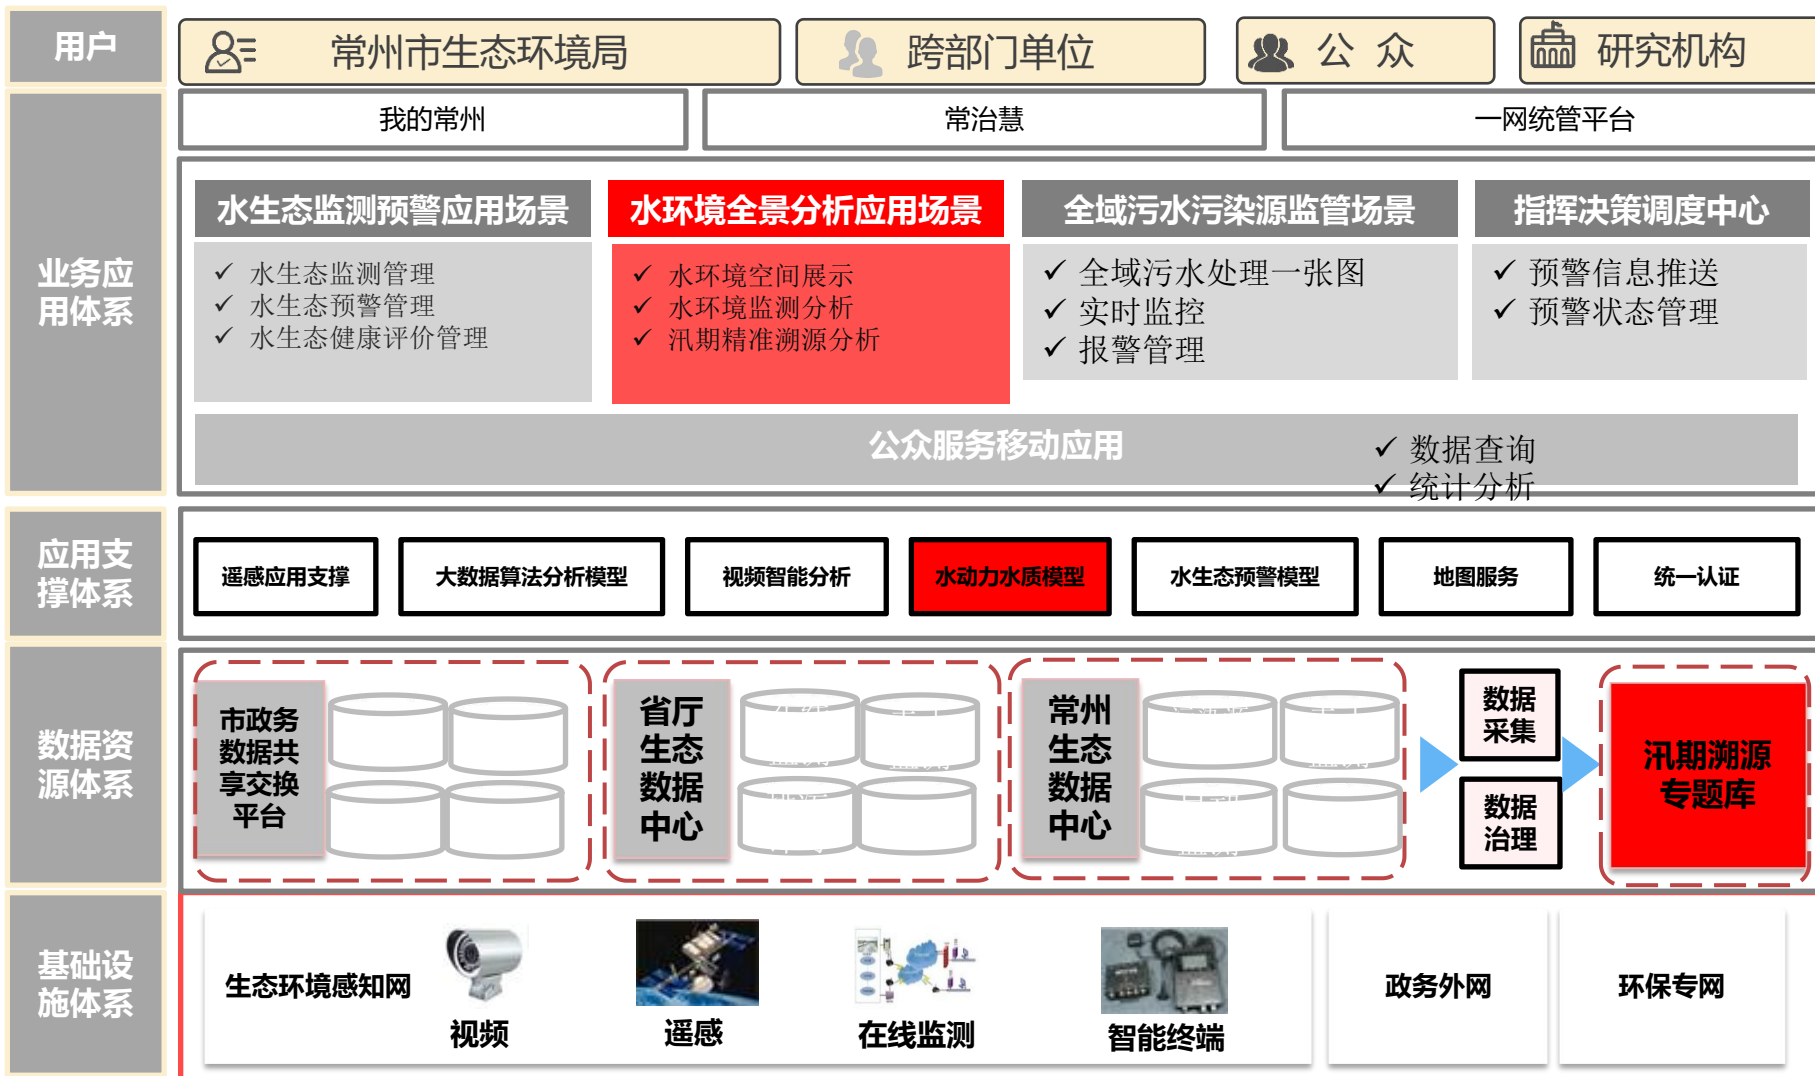 用户
常州市生态环境局
跨部门单位
公 众
研究机构
我的常州
常治慧
一网统管平台
业务应
用体系
水生态监测预警应用场景
✓ 水生态监测管理
✓ 水生态预警管理
✓ 水生态健康评价管理
水环境全景分析应用场景
✓ 水环境空间展示
✓ 水环境监测分析
✓ 汛期精准溯源分析
全域污水污染源监管场景
✓ 全域污水处理一张图
✓ 实时监控
✓ 报警管理
指挥决策调度中心
✓ 预警信息推送
✓ 预警状态管理
公众服务移动应用
✓ 数据查询
✓ 统计分析
应用支
撑体系
遥感应用支撑
大数据算法分析模型
视频智能分析
水动力水质模型
水生态预警模型
地图服务
统一认证
数据资
源体系
市政务
数据共
享交换
平台
省厅
生态
数据
中心
常州
生态
数据
中心
数据
采集
数据
治理
汛期溯源
专题库
基础设
施体系
生态环境感知网
视频
遥感
在线监测
智能终端
政务外网
环保专网